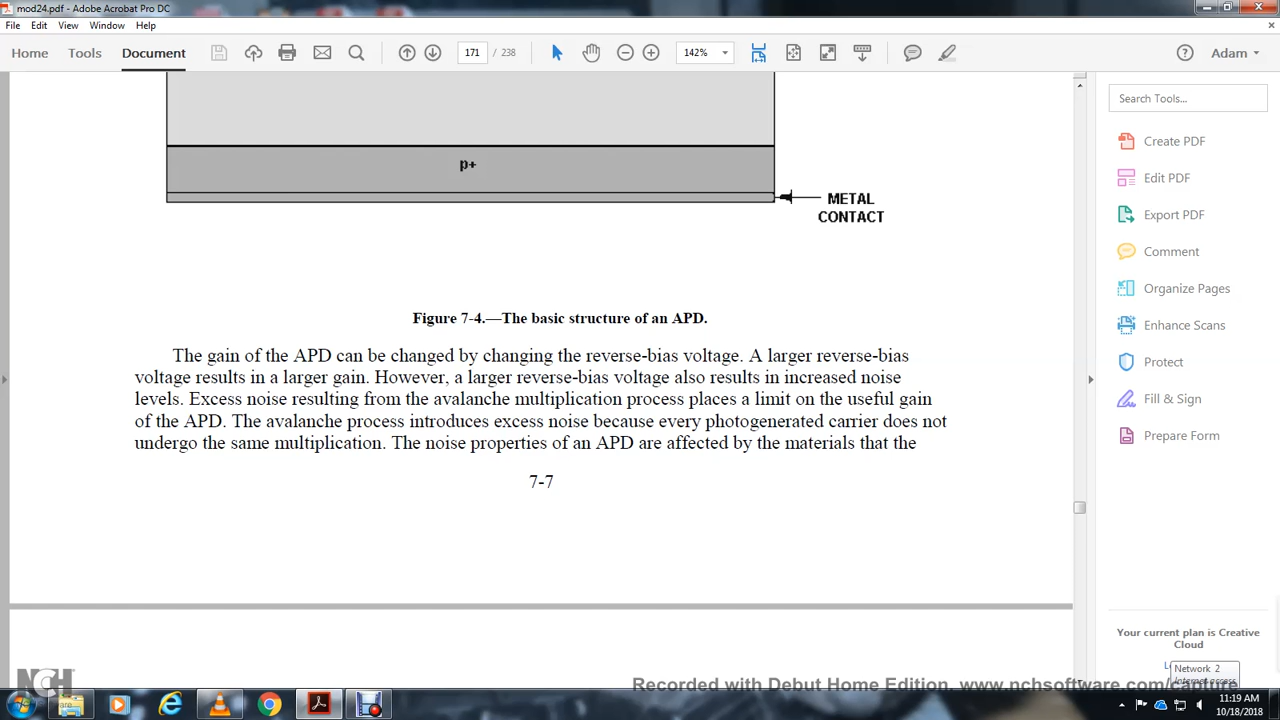 mod24.pdf - Adobe Acrobat Pro DC
File Edit View Window Help
Home Tools Document 171 / 238 142% Adam
Search Tools...
Create PDF
Edit PDF
Export PDF
Comment
Organize Pages
Enhance Scans
Protect
Fill & Sign
Prepare Form
p+
METAL
CONTACT
Figure 7-4.—The basic structure of an APD.
The gain of the APD can be changed by changing the reverse-bias voltage. A larger reverse-bias
voltage results in a larger gain. However, a larger reverse-bias voltage also results in increased noise
levels. Excess noise resulting from the avalanche multiplication process places a limit on the useful gain
of the APD. The avalanche process introduces excess noise because every photogenerated carrier does not
undergo the same multiplication. The noise properties of an APD are affected by the materials that the
7-7
Your current plan is Creative
Cloud
Network 2
Internet access
NCH
Recorded with Debut Home Edition. www.nchsoftware.com/capture
11:19 AM
10/18/2018